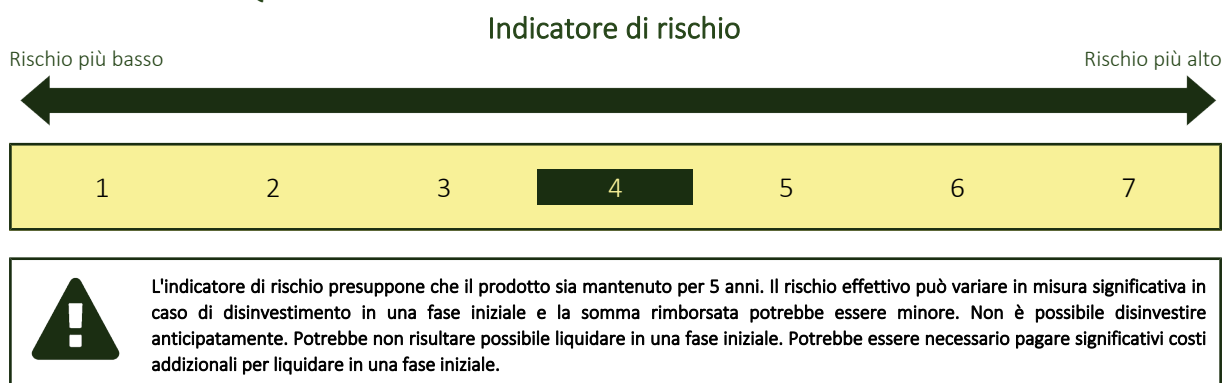 Indicatore di rischio
Rischio più basso Rischio più alto
1 2 3 4 5 6 7
L'indicatore di rischio presuppone che il prodotto sia mantenuto per 5 anni. Il rischio effettivo può variare in misura significativa in
caso di disinvestimento in una fase iniziale e la somma rimborsata potrebbe essere minore. Non è possibile disinvestire
anticipatamente. Potrebbe non risultare possibile liquidare in una fase iniziale. Potrebbe essere necessario pagare significativi costi
addizionali per liquidare in una fase iniziale.